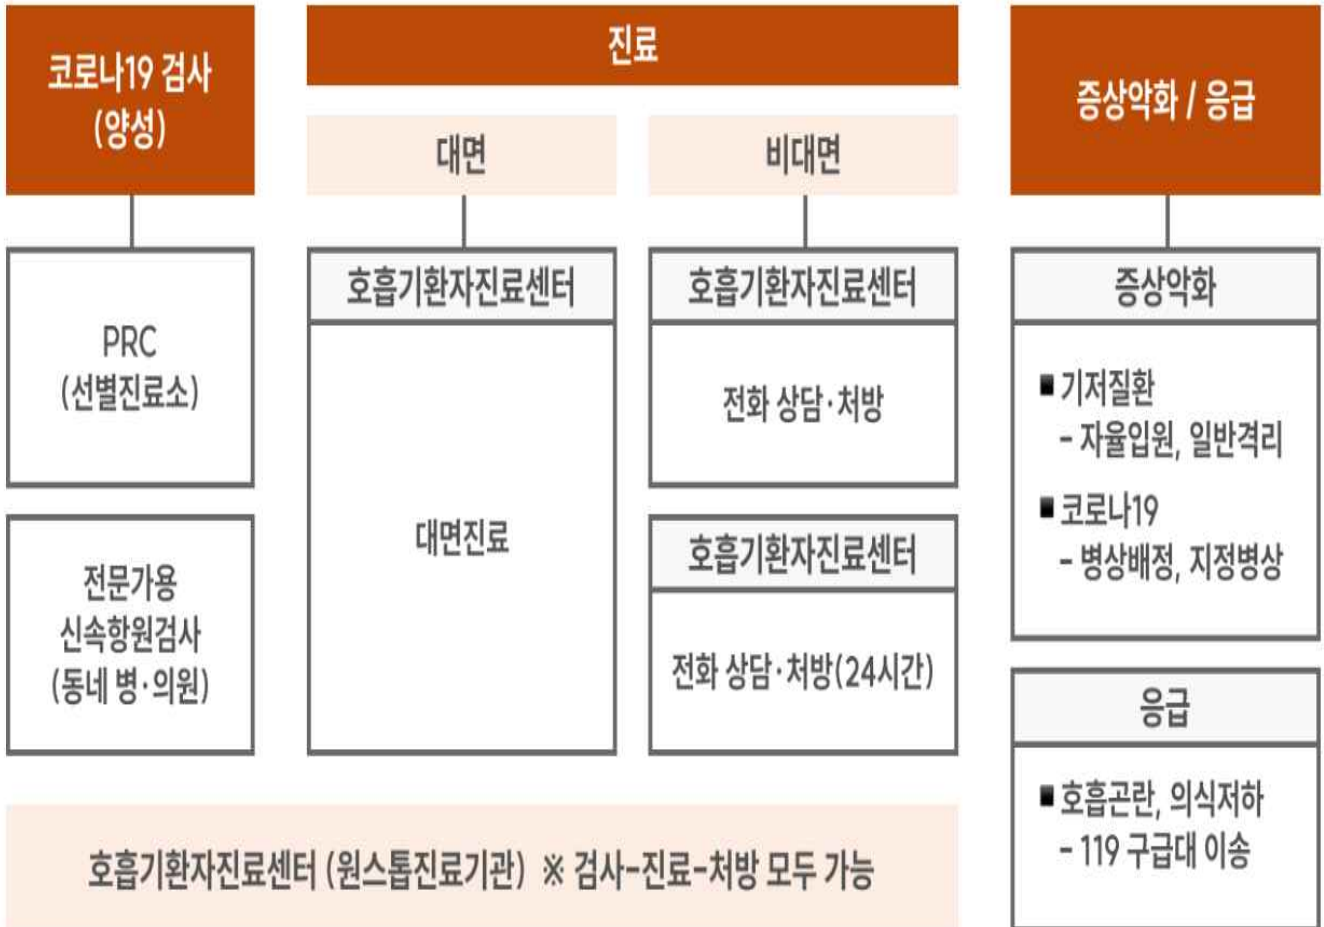 코로나19 검사
(양성)
PRC
(선별진료소)
전문가용
신속항원검사
(동네 병·의원)
진료
대면
호흡기환자진료센터
대면진료
비대면
호흡기환자진료센터
전화 상담·처방
호흡기환자진료센터
전화 상담·처방(24시간)
호흡기환자진료센터 (원스톱진료기관) ※ 검사-진료-처방 모두 가능
증상악화 / 응급
증상악화
■ 기저질환
- 자율입원, 일반격리
■ 코로나19
- 병상배정, 지정병상
응급
■ 호흡곤란, 의식저하
- 119 구급대 이송